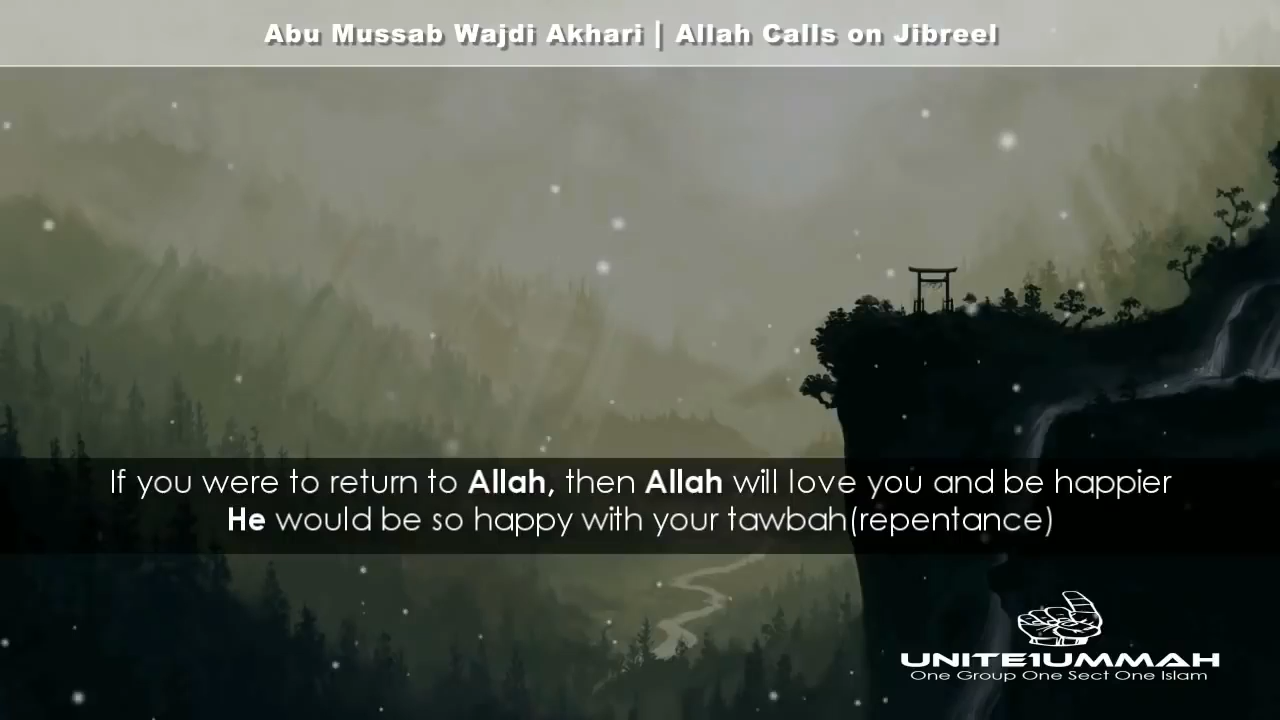 Abu Mussab Wajdi Akhari | Allah Calls on Jibreel
If you were to return to Allah, then Allah will love you and be happier
He would be so happy with your tawbah(repentance)
UNITE1UMMAH
One Group One Sect One Islam